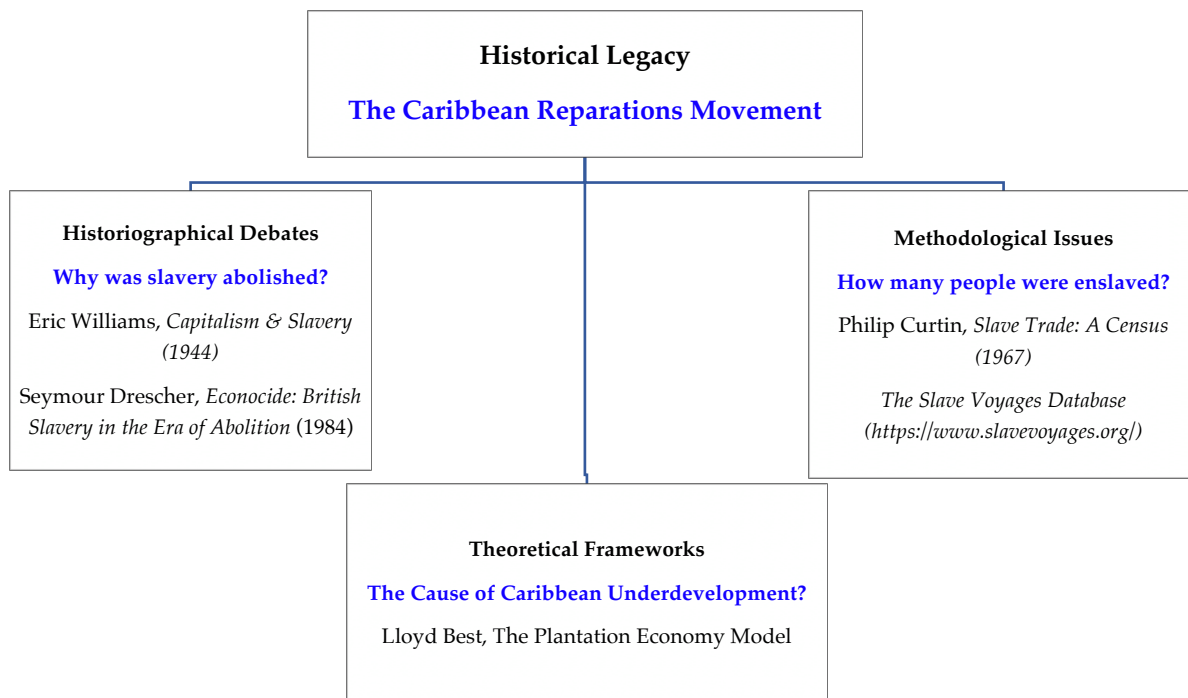 Historical Legacy
The Caribbean Reparations Movement
Historiographical Debates
Why was slavery abolished?
Eric Williams, Capitalism & Slavery
(1944)
Seymour Drescher, Econocide: British
Slavery in the Era of Abolition (1984)
Methodological Issues
How many people were enslaved?
Philip Curtin, Slave Trade: A Census
(1967)
The Slave Voyages Database
(https://www.slavevoyages.org/)
Theoretical Frameworks
The Cause of Caribbean Underdevelopment?
Lloyd Best, The Plantation Economy Model